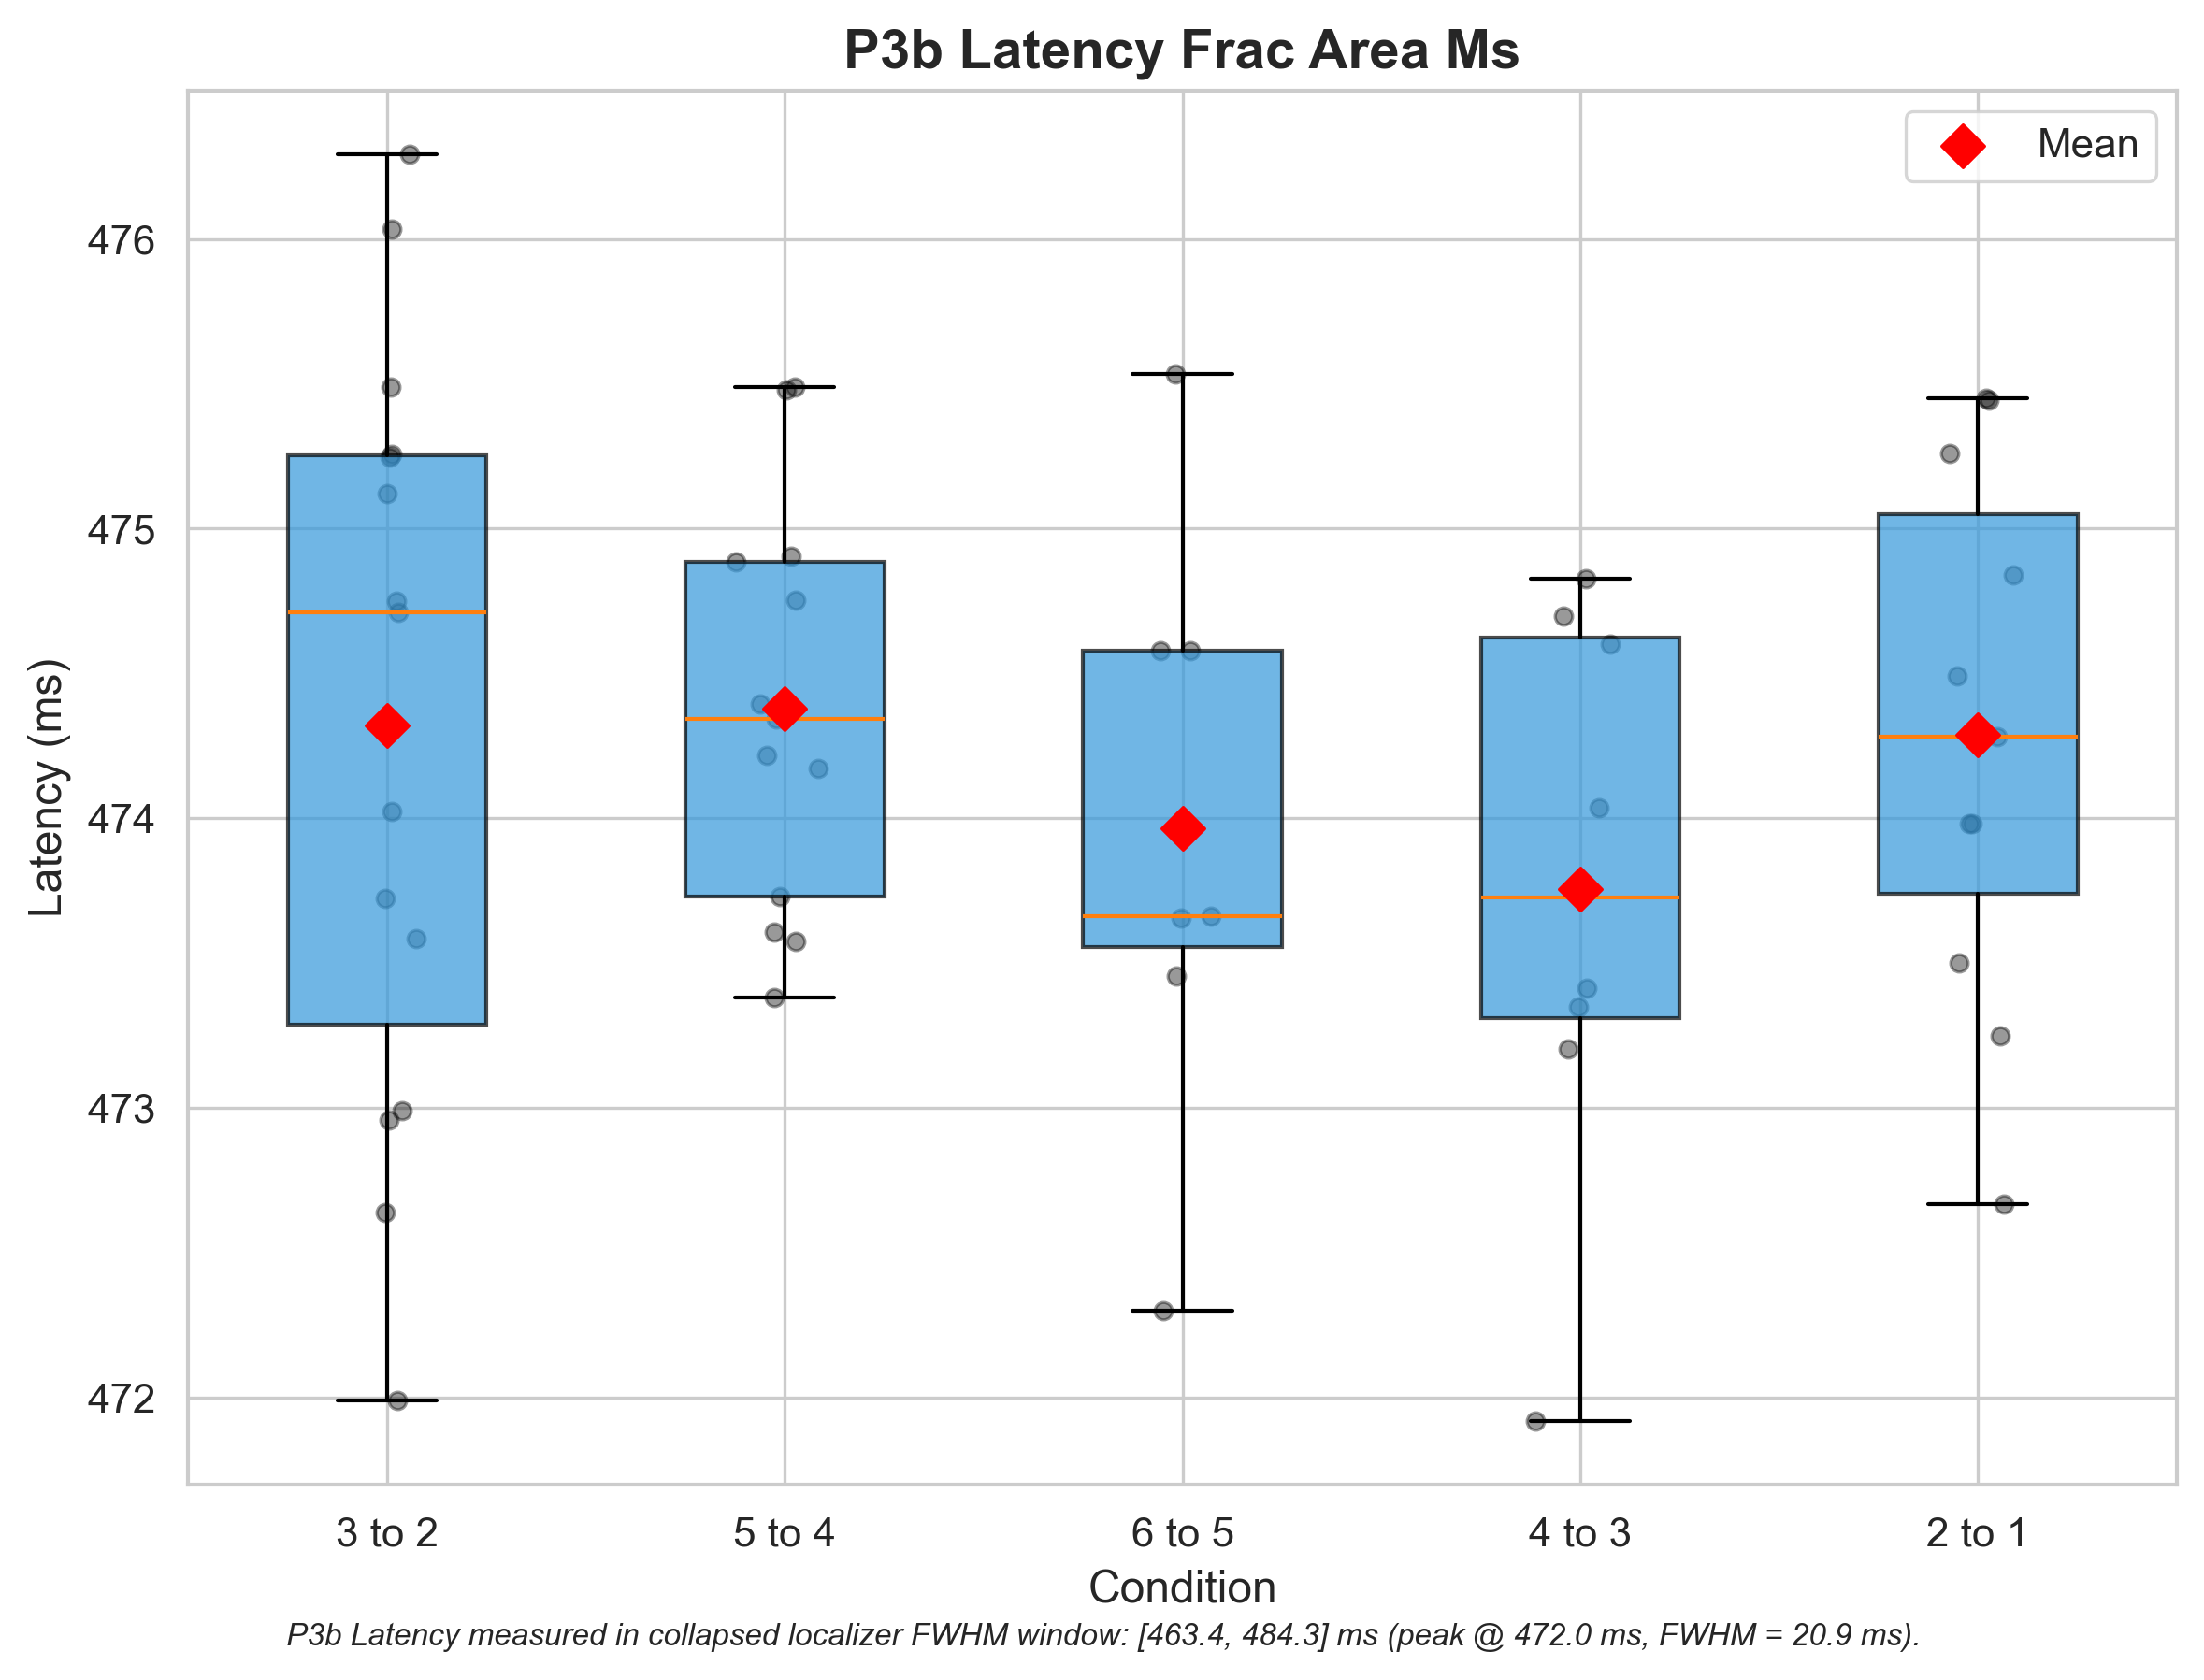 P3b Latency Frac Area Ms
Mean
476
475
474
473
472
Latency (ms)
3 to 2
5 to 4
6 to 5
4 to 3
2 to 1
Condition
P3b Latency measured in collapsed localizer FWHM window: [463.4, 484.3] ms (peak @ 472.0 ms, FWHM = 20.9 ms).